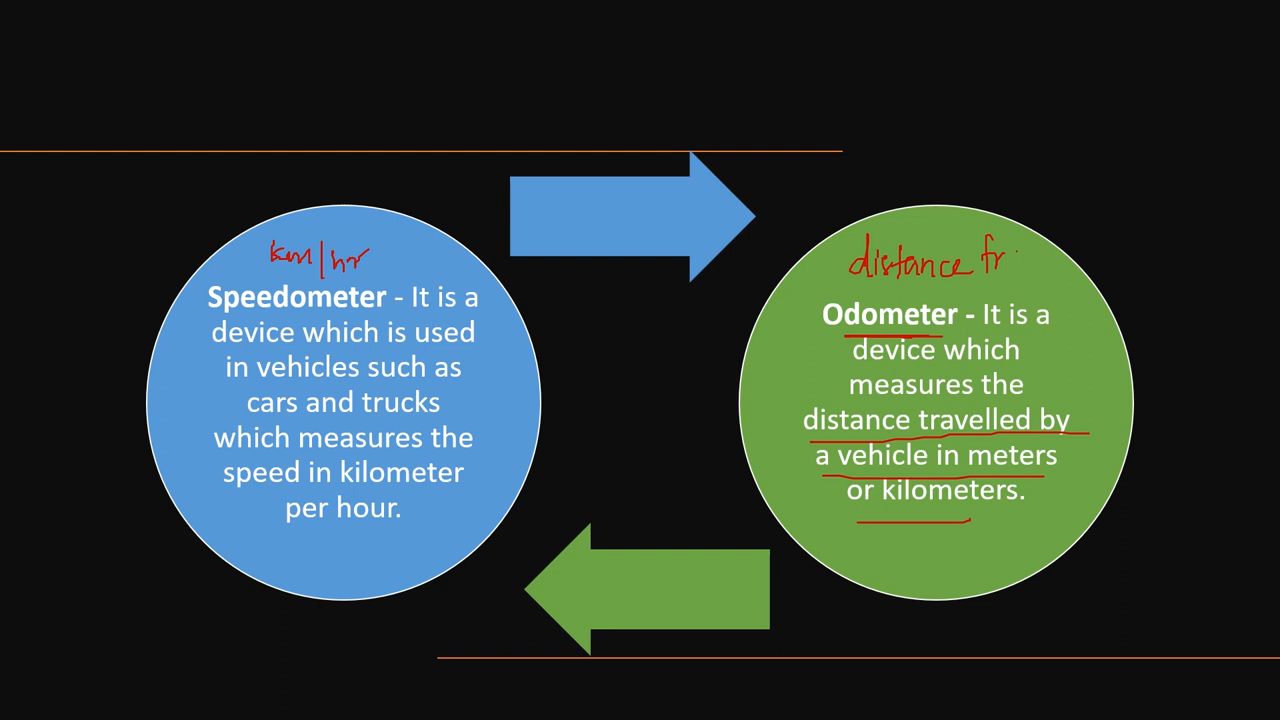 km/hr
Speedometer - It is a
device which is used
in vehicles such as
cars and trucks
which measures the
speed in kilometer
per hour.
distance fr
Odometer - It is a
device which
measures the
distance travelled by
a vehicle in meters
or kilometers.